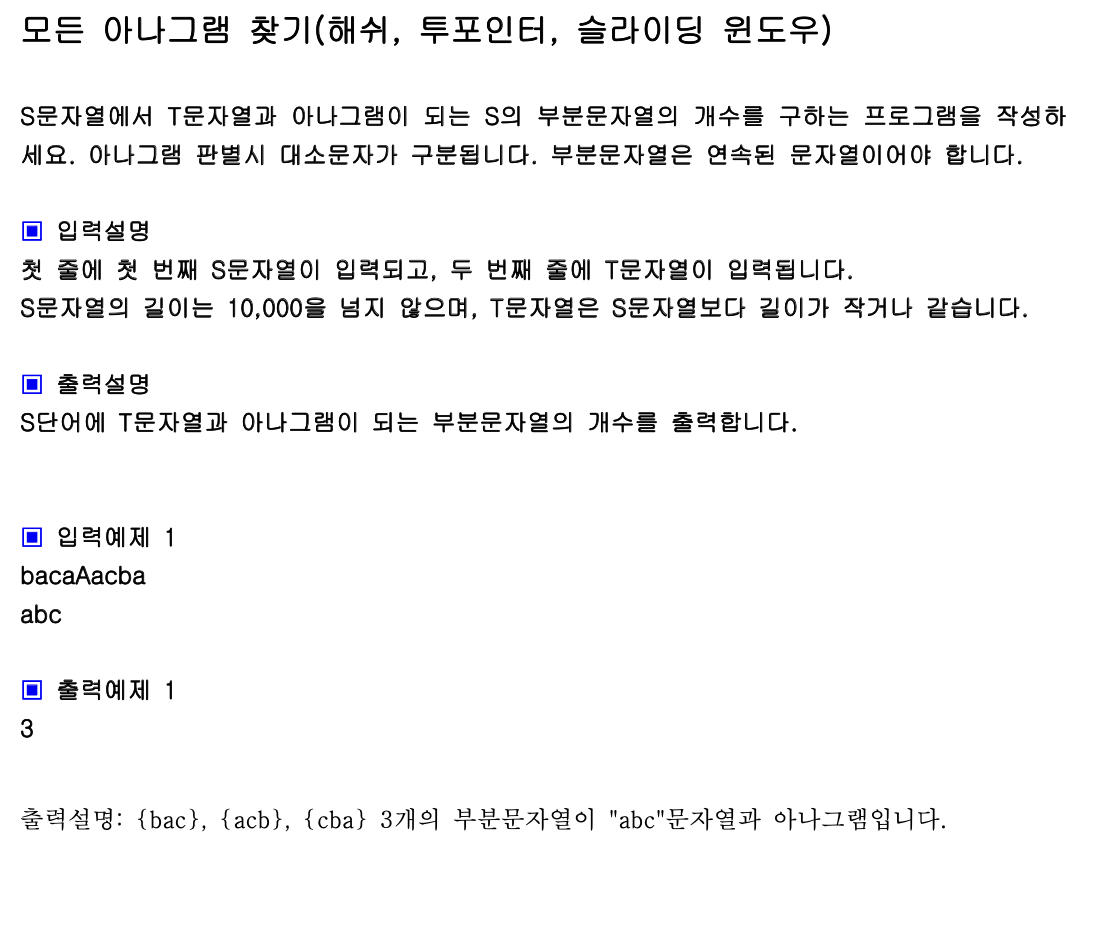 모든 아나그램 찾기(해쉬, 투포인터, 슬라이딩 윈도우)
S문자열에서 T문자열과 아나그램이 되는 S의 부분문자열의 개수를 구하는 프로그램을 작성하
세요. 아나그램 판별시 대소문자가 구분됩니다. 부분문자열은 연속된 문자열이어야 합니다.
▣ 입력설명
첫 줄에 첫 번째 S문자열이 입력되고, 두 번째 줄에 T문자열이 입력됩니다.
S문자열의 길이는 10,000을 넘지 않으며, T문자열은 S문자열보다 길이가 작거나 같습니다.
▣ 출력설명
S단어에 T문자열과 아나그램이 되는 부분문자열의 개수를 출력합니다.
▣ 입력예제 1
bacaAacba
abc
▣ 출력예제 1
3
출력설명: {bac}, {acb}, {cba} 3개의 부분문자열이 "abc"문자열과 아나그램입니다.